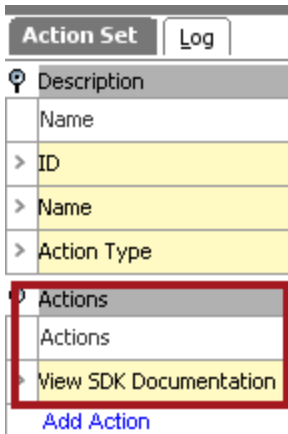 Action Set Log
Description
Name
ID
Name
Action Type
Actions
Actions
View SDK Documentation
Add Action